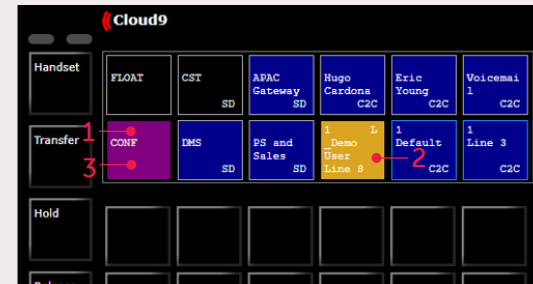 Cloud9
Handset
FLOAT
CST
SD
APAC
Gateway
SD
Hugo
Cardona
C2C
Eric
Young
C2C
Voicemai
l
C2C
Transfer
1
3
CONF
DMS
SD
PS and
Sales
SD
1 L
_Demo
User
Line 8
2
1
Default
C2C
1
Line 3
C2C
Hold